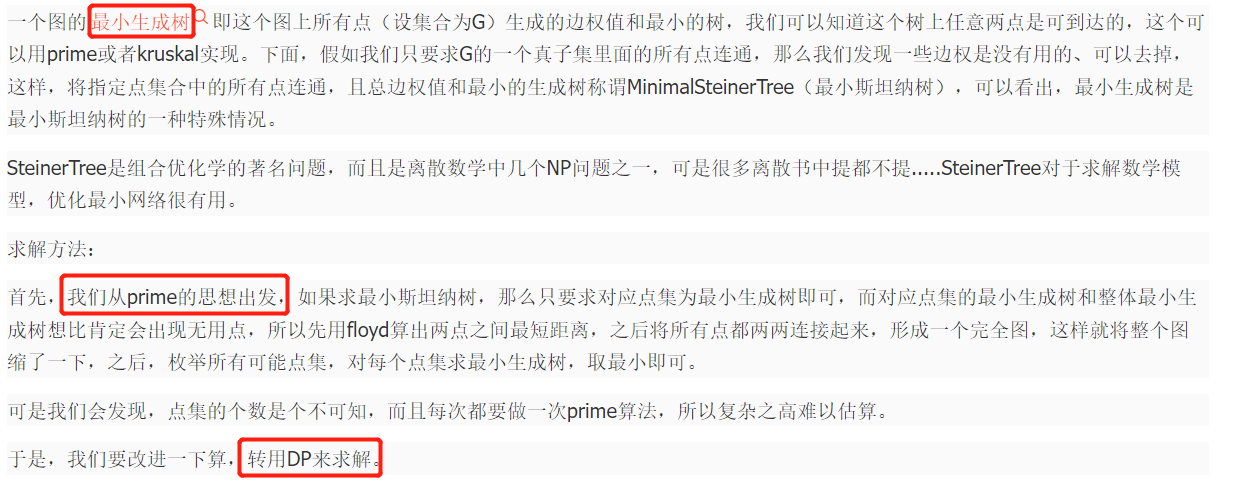 一个图的最小生成树 即这个图上所有点（设集合为G）生成的边权值和最小的树，我们可以知道这个树上任意两点是可到达的，这个可
以用prime或者kruskal实现。下面，假如我们只要求G的一个真子集里面的所有点连通，那么我们发现一些边权是没有用的、可以去掉，
这样，将指定点集合中的所有点连通，且总边权值和最小的生成树称谓MinimalSteinerTree（最小斯坦纳树），可以看出，最小生成树是
最小斯坦纳树的一种特殊情况。
SteinerTree是组合优化学的著名问题，而且是离散数学中几个NP问题之一，可是很多离散书中提都不提.....SteinerTree对于求解数学模
型，优化最小网络很有用。
求解方法：
首先，我们从prime的思想出发，如果求最小斯坦纳树，那么只要求对应点集为最小生成树即可，而对应点集的最小生成树和整体最小生
成树想比肯定会出现无用点，所以先用floyd算出两点之间最短距离，之后将所有点都两两连接起来，形成一个完全图，这样就将整个图
缩了一下，之后，枚举所有可能点集，对每个点集求最小生成树，取最小即可。
可是我们会发现，点集的个数是个不可知，而且每次都要做一次prime算法，所以复杂之高难以估算。
于是，我们要改进一下算，转用DP来求解。